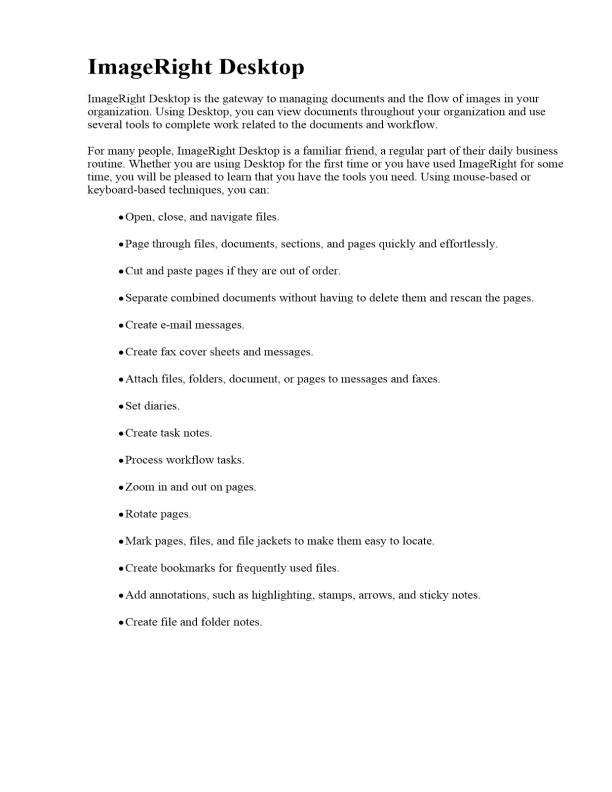 ImageRight Desktop
ImageRight Desktop is the gateway to managing documents and the flow of images in your
organization. Using Desktop, you can view documents throughout your organization and use
several tools to complete work related to the documents and workflow.
For many people, ImageRight Desktop is a familiar friend, a regular part of their daily business
routine. Whether you are using Desktop for the first time or you have used ImageRight for some
time, you will be pleased to learn that you have the tools you need. Using mouse-based or
keyboard-based techniques, you can:
•Open, close, and navigate files.
•Page through files, documents, sections, and pages quickly and effortlessly.
•Cut and paste pages if they are out of order.
•Separate combined documents without having to delete them and rescan the pages.
•Create e-mail messages.
•Create fax cover sheets and messages.
•Attach files, folders, document, or pages to messages and faxes.
•Set diaries.
•Create task notes.
•Process workflow tasks.
•Zoom in and out on pages.
•Rotate pages.
•Mark pages, files, and file jackets to make them easy to locate.
•Create bookmarks for frequently used files.
•Add annotations, such as highlighting, stamps, arrows, and sticky notes.
•Create file and folder notes.